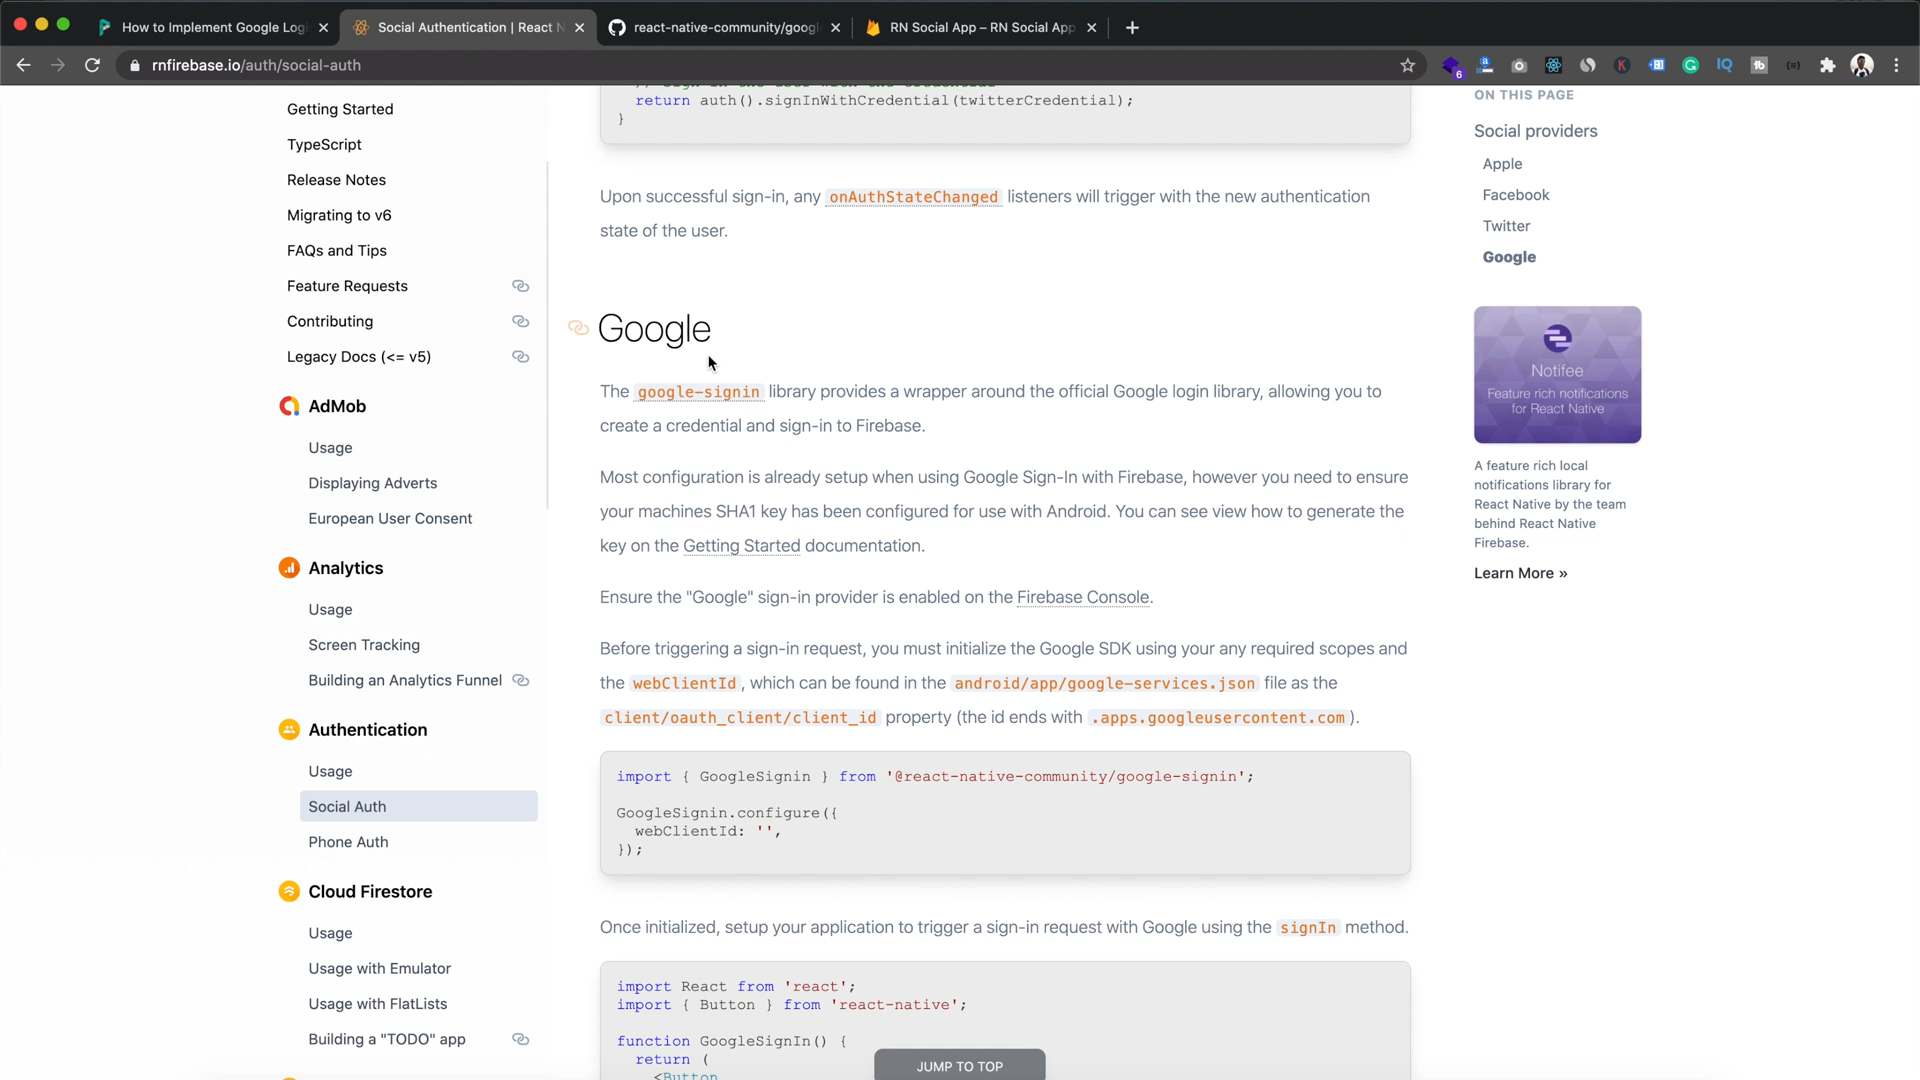 How to Implement Google Logi
Social Authentication | React N
react-native-community/googl
RN Social App – RN Social App
rnfirebase.io/auth/social-auth
6
Getting Started
TypeScript
Release Notes
Migrating to v6
FAQs and Tips
Feature Requests
Contributing
Legacy Docs (<= v5)
AdMob
Usage
Displaying Adverts
European User Consent
Analytics
Usage
Screen Tracking
Building an Analytics Funnel
Authentication
Usage
Social Auth
Phone Auth
Cloud Firestore
Usage
Usage with Emulator
Usage with FlatLists
Building a "TODO" app
return auth().signInWithCredential(twitterCredential);
}
Upon successful sign-in, any onAuthStateChanged listeners will trigger with the new authentication
state of the user.
Google
The google-signin library provides a wrapper around the official Google login library, allowing you to
create a credential and sign-in to Firebase.
Most configuration is already setup when using Google Sign-In with Firebase, however you need to ensure
your machines SHA1 key has been configured for use with Android. You can see view how to generate the
key on the Getting Started documentation.
Ensure the "Google" sign-in provider is enabled on the Firebase Console.
Before triggering a sign-in request, you must initialize the Google SDK using your any required scopes and
the webClientId, which can be found in the android/app/google-services.json file as the
client/oauth_client/client_id property (the id ends with .apps.googleusercontent.com).
import { GoogleSignin } from '@react-native-community/google-signin';
GoogleSignin.configure({
webClientId: '',
});
Once initialized, setup your application to trigger a sign-in request with Google using the signIn method.
import React from 'react';
import { Button } from 'react-native';
function GoogleSignIn() {
return (
<Button
JUMP TO TOP
ON THIS PAGE
Social providers
Apple
Facebook
Twitter
Google
Notifee
Feature rich notifications
for React Native
A feature rich local
notifications library for
React Native by the team
behind React Native
Firebase.
Learn More »